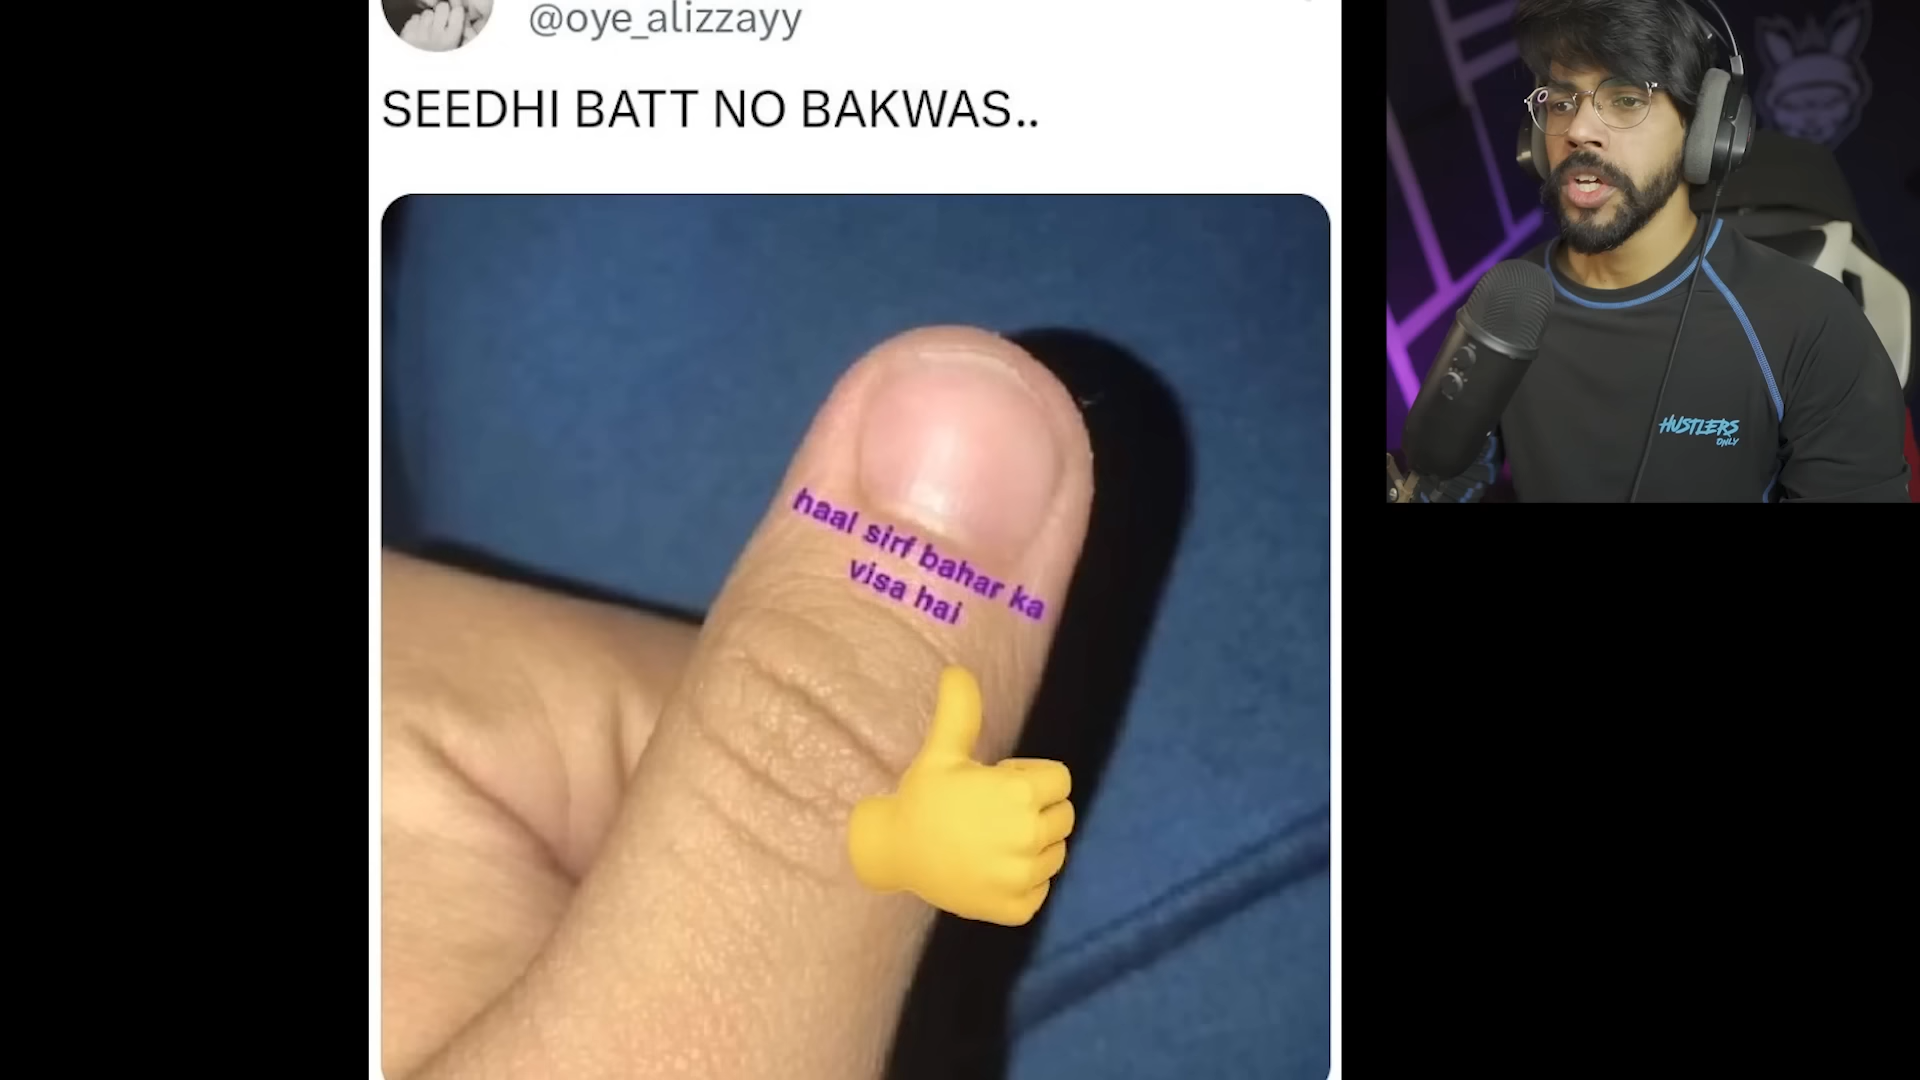 @oye_alizzayy
SEEDHI BATT NO BAKWAS..
haal sirf bahar ka
visa hai
HUSTLERS
ONLY